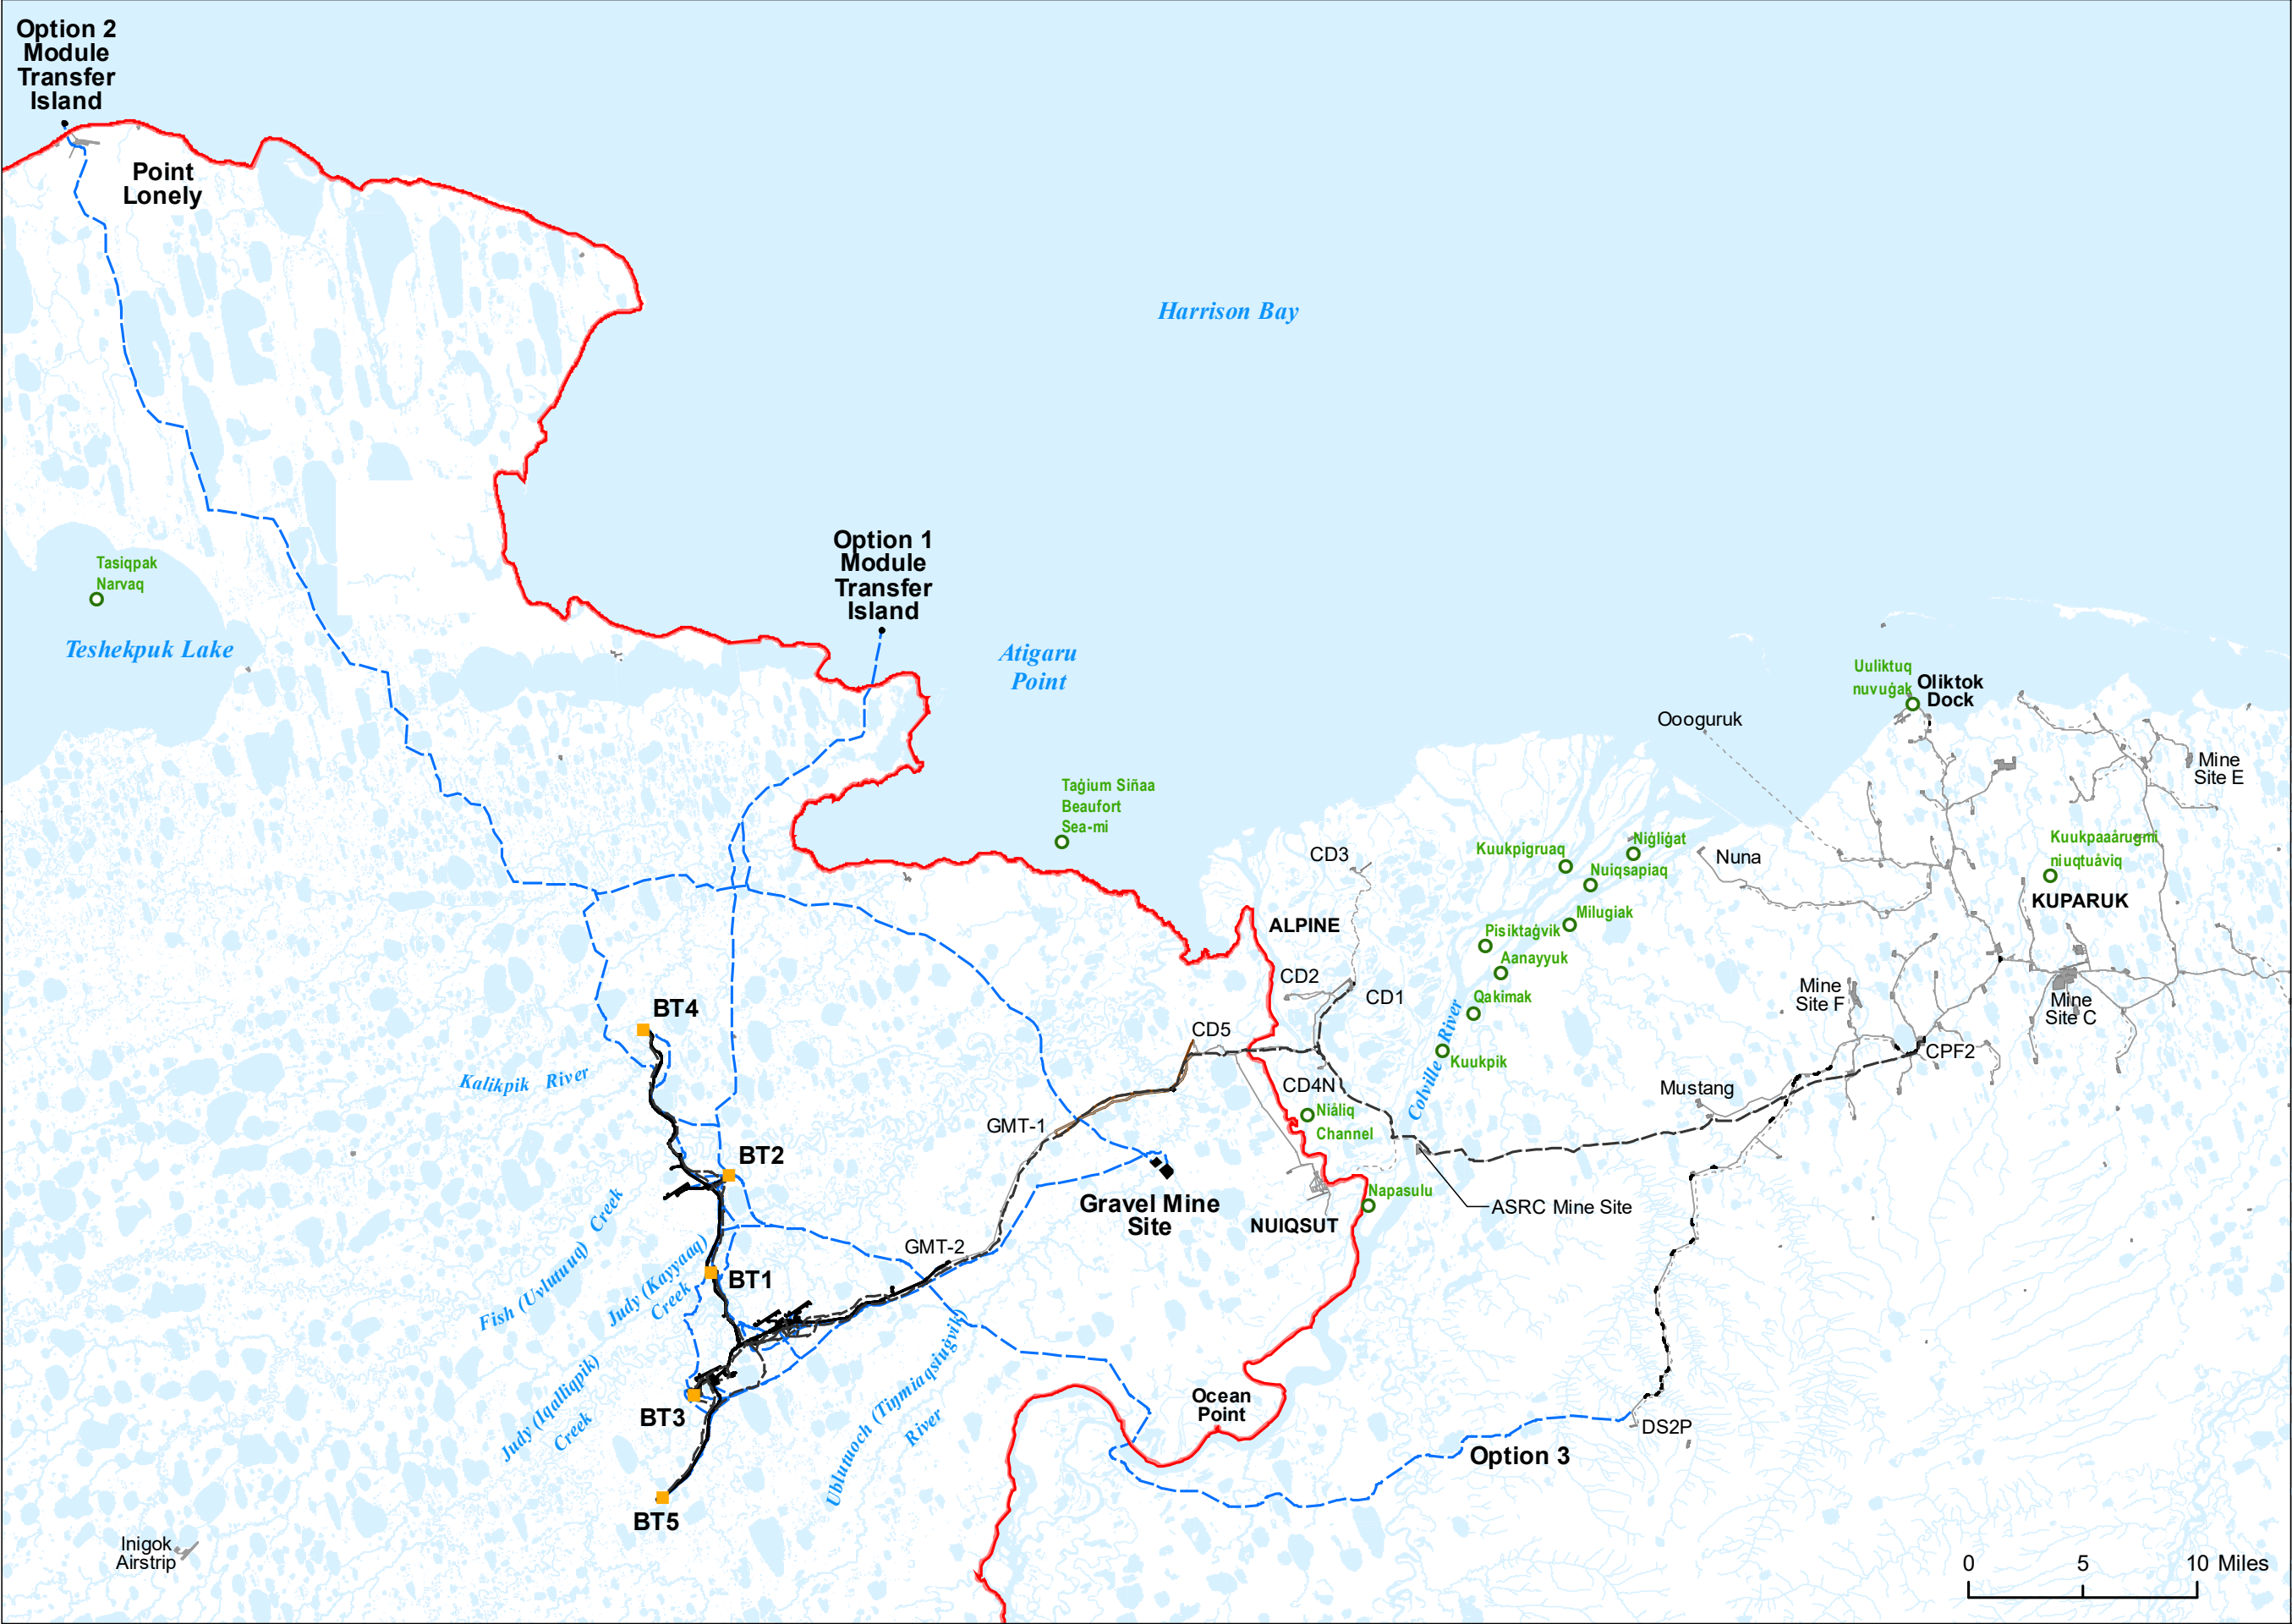 Option 2
Module
Transfer
Island
Point
Lonely
Harrison Bay
Option 1
Module
Transfer
Island
Tasiqpak
Narvaq
Teshekpuk Lake
Atigaru
Point
Uuliktuq
nuvuġak
Oliktok
Dock
Oooguruk
Mine
Site E
Taġium Siñaa
Beaufort
Sea-mi
CD3
Kuukpigruaq
Niġliġat
Nuiqsapiaq
Nuna
Kuukpaaȧrugmi
niuqtuȧviq
KUPARUK
Milugiak
ALPINE
Pisiktaġvik
Aanayyuk
CD2
CD1
Qakimak
Mine
Site F
Mine
Site C
BT4
CD5
Colville River
Kuukpik
CPF2
Kalikpik River
CD4N
Mustang
GMT-1
Niȧliq
Channel
BT2
Gravel Mine
Site
Napasulu
ASRC Mine Site
NUIQSUT
Fish (Uvlutuuq) Creek
Judy (Kayyaaq)
Creek
GMT-2
BT1
Judy (Iqalliqpik)
Creek
Ublutuoch (Tiŋmiaqsiuġvik)
River
Ocean
Point
BT3
DS2P
Option 3
BT5
Inigok
Airstrip
0 5 10 Miles